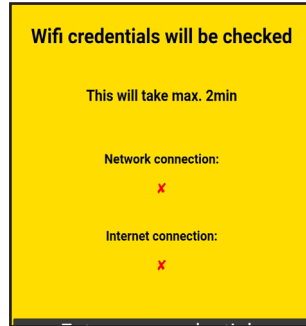 Wifi credentials will be checked
This will take max. 2min
Network connection:
✘
Internet connection:
✘